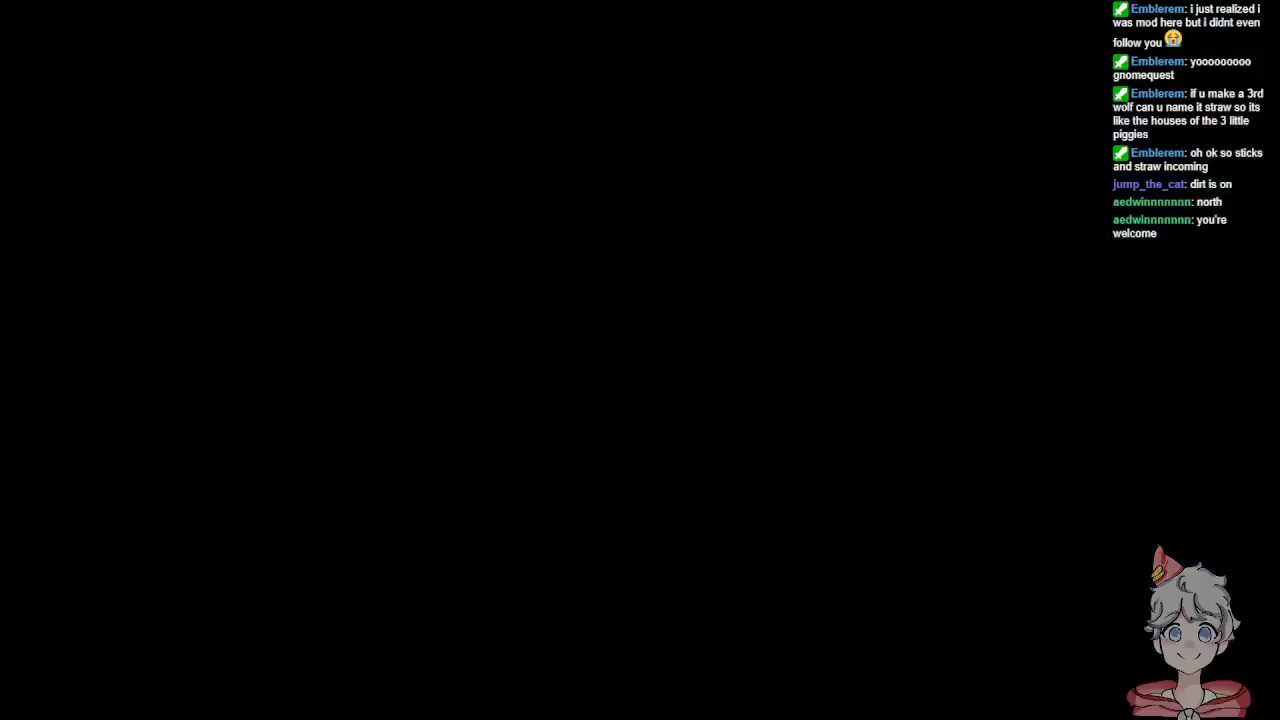 Emblerem: i just realized i
was mod here but i didnt even
follow you 😭
Emblerem: yooooooooo
gnomequest
Emblerem: if u make a 3rd
wolf can u name it straw so its
like the houses of the 3 little
piggies
Emblerem: oh ok so sticks
and straw incoming
jump_the_cat: dirt is on
aedwinnnnnnn: north
aedwinnnnnnn: you're
welcome